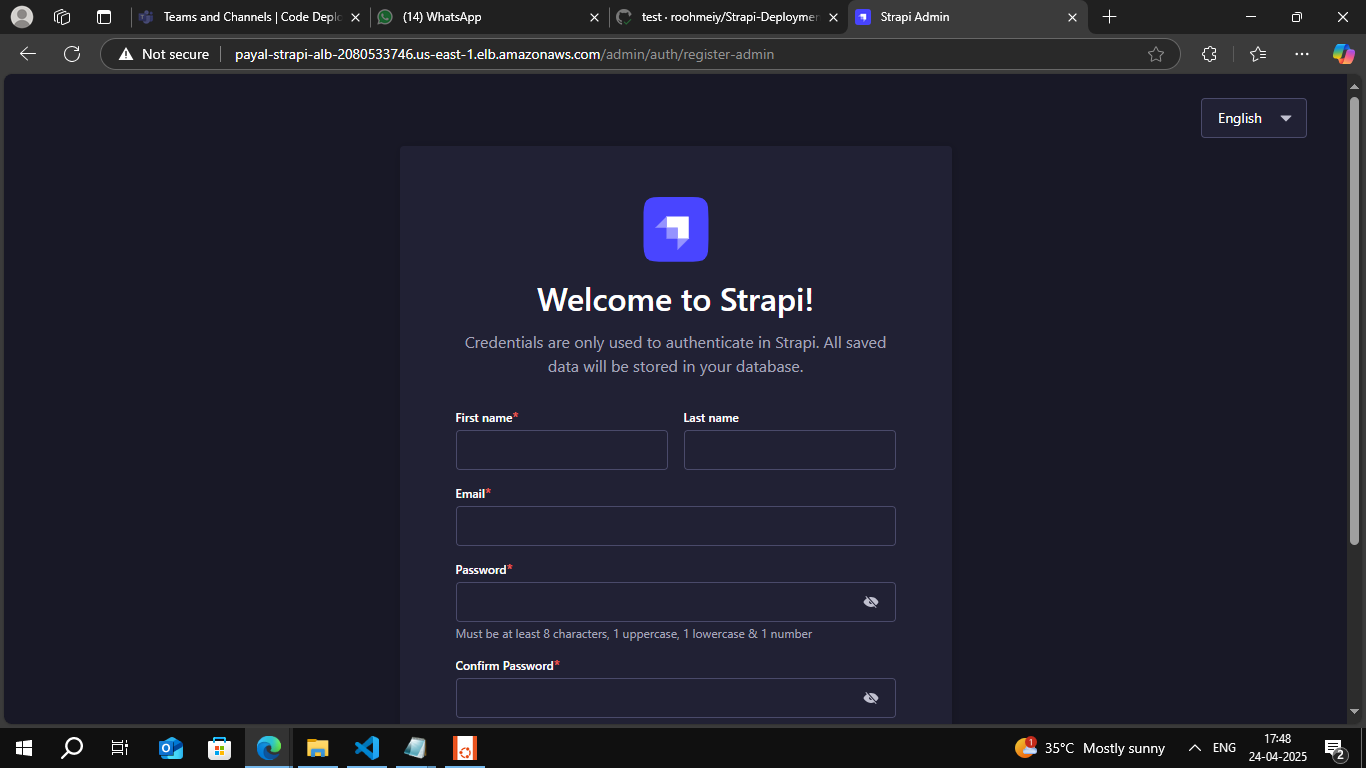 Teams and Channels | Code Deplo
(14) WhatsApp
test · roohmeiy/Strapi-Deploymen
Strapi Admin
Not secure
payal-strapi-alb-2080533746.us-east-1.elb.amazonaws.com/admin/auth/register-admin
English
Welcome to Strapi!
Credentials are only used to authenticate in Strapi. All saved
data will be stored in your database.
First name*
Last name
Email*
Password*
Must be at least 8 characters, 1 uppercase, 1 lowercase & 1 number
Confirm Password*
1
35°C Mostly sunny
ENG
17:48
24-04-2025
2